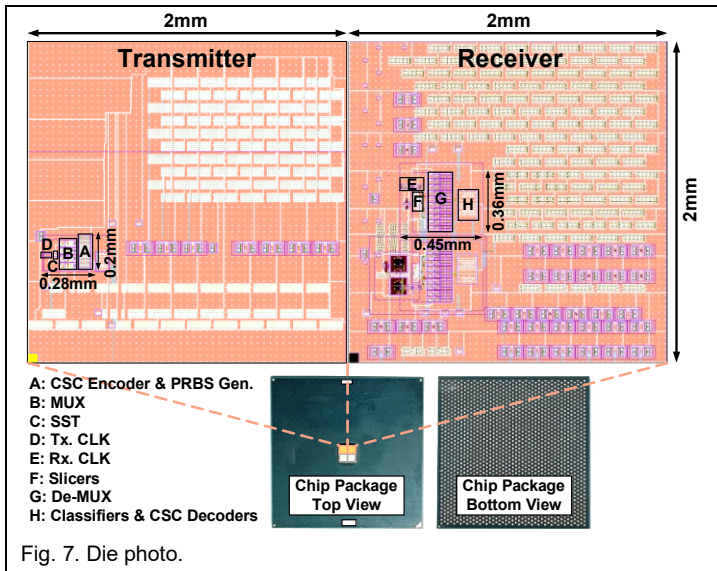 2mm 2mm
Transmitter Receiver
2mm
E
F
G
H
0.36mm
0.45mm
D
C
B
A
0.2mm
0.28mm
A: CSC Encoder & PRBS Gen.
B: MUX
C: SST
D: Tx. CLK
E: Rx. CLK
F: Slicers
G: De-MUX
H: Classifiers & CSC Decoders
Chip Package
Top View
Chip Package
Bottom View
Fig. 7. Die photo.